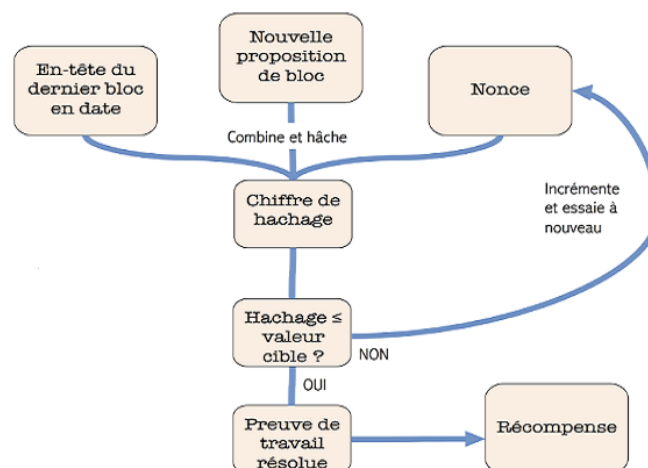 En-tête du
dernier bloc
en date
Nouvelle
proposition
de bloc
Nonce
Combine et hâche
Chiffre de
hachage
Incrémente
et essaie à
nouveau
Hachage ≤
valeur
cible ?
NON
OUI
Preuve de
travail
résolue
Récompense